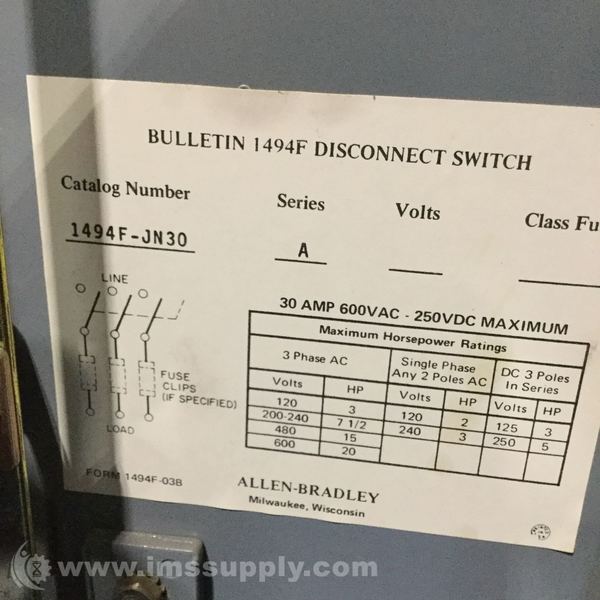 BULLETIN 1494F DISCONNECT SWITCH
Catalog Number Series Volts Class
1494F-JN30 A
LINE
FUSE
CLIPS
(IF SPECIFIED)
LOAD
30 AMP 600VAC - 250VDC MAXIMUM
Maximum Horsepower Ratings
3 Phase AC
Single Phase
Any 2 Poles AC
DC 3 Poles
In Series
Volts HP Volts HP Volts HP
120 3 120 2 125 3
200-240 7 1/2 240 3 250 5
480 15
600 20
FORM 1494F-03B
ALLEN-BRADLEY
Milwaukee, Wisconsin
www.imssupply.com